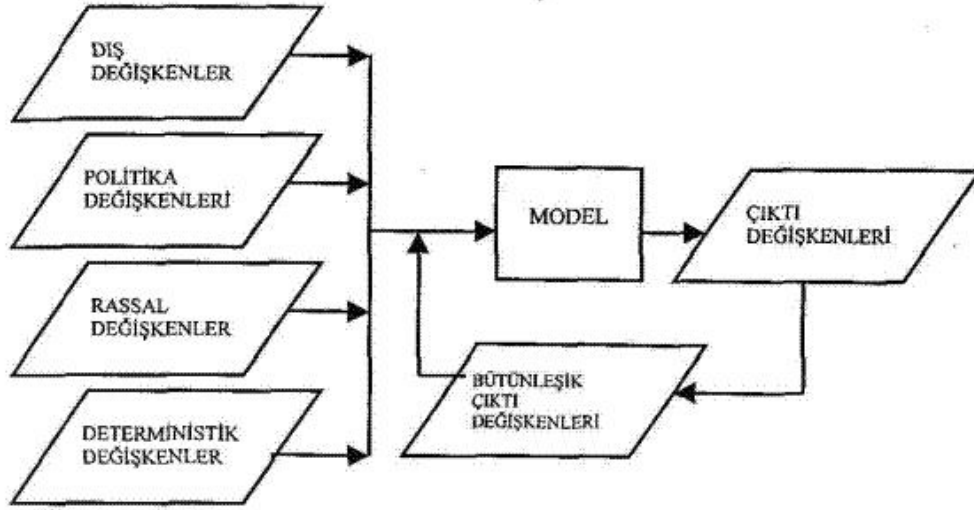 DIŞ
DEĞİŞKENLER
POLİTİKA
DEĞİŞKENLERİ
RASSAL
DEĞİŞKENLER
DETERMİNİSTİK
DEĞİŞKENLER
MODEL
ÇIKTI
DEĞİŞKENLERİ
BÜTÜNLEŞİK
ÇIKTI
DEĞİŞKENLERİ